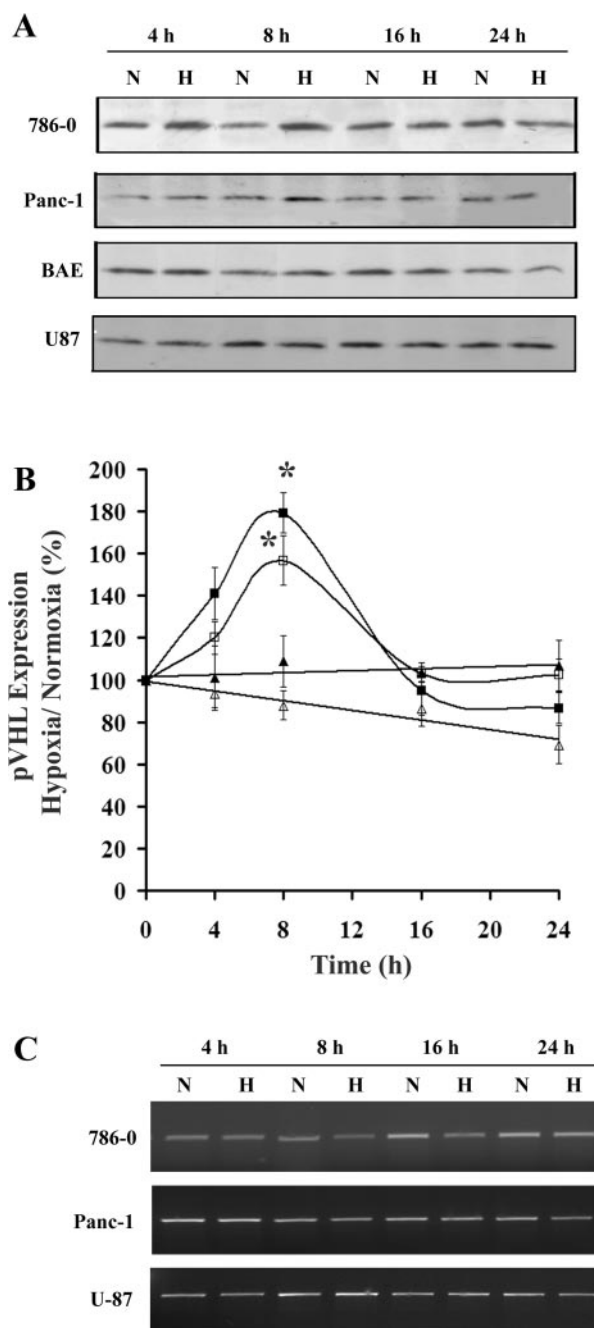 A
4 h 8 h 16 h 24 h
N H N H N H N H
786-0
Panc-1
BAE
U87
B
pVHL Expression
Hypoxia/ Normoxia (%)
200
180
160
140
120
100
80
60
40
20
0
* *
0 4 8 12 16 20 24
Time (h)
C
4 h 8 h 16 h 24 h
N H N H N H N H
786-0
Panc-1
U-87